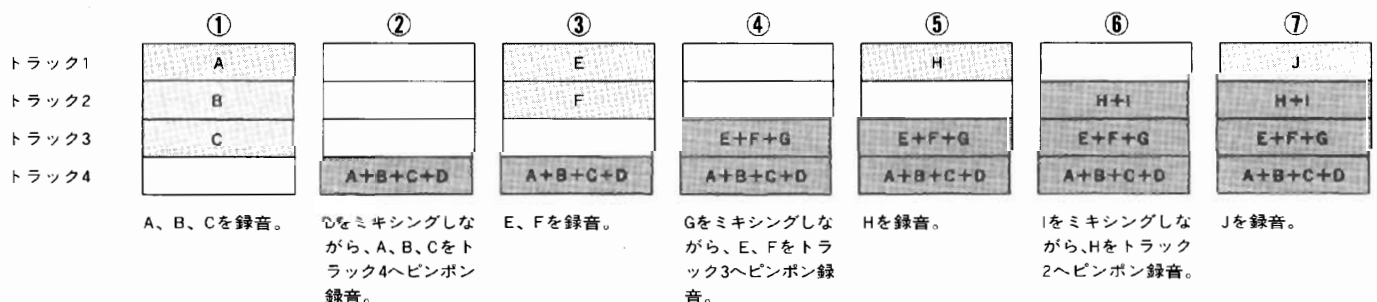 ① ② ③ ④ ⑤ ⑥ ⑦
トラック1 A E H J
トラック2 B F H+I H+I
トラック3 C E+F+G E+F+G E+F+G E+F+G
トラック4 A+B+C+D A+B+C+D A+B+C+D A+B+C+D A+B+C+D A+B+C+D
A、B、Cを録音。
Dをミキシングしな
がら、A、B、Cをト
ラック4へピンポン
録音。
E、Fを録音。
Gをミキシングしな
がら、E、Fをトラ
ック3へピンポン録
音。
Hを録音。
Iをミキシングしな
がら、Hをトラック
2へピンポン録音。
Jを録音。